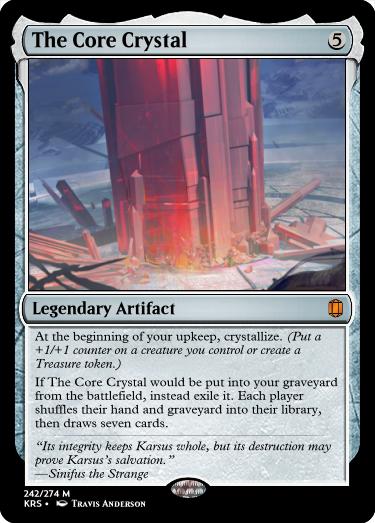 The Core Crystal 5
Legendary Artifact
At the beginning of your upkeep, crystallize. (Put a
+1/+1 counter on a creature you control or create a
Treasure token.)
If The Core Crystal would be put into your graveyard
from the battlefield, instead exile it. Each player
shuffles their hand and graveyard into their library,
then draws seven cards.
“Its integrity keeps Karsus whole, but its destruction may
prove Karsus’s salvation.”
—Sinifus the Strange
242/274 M
KRS • Travis Anderson